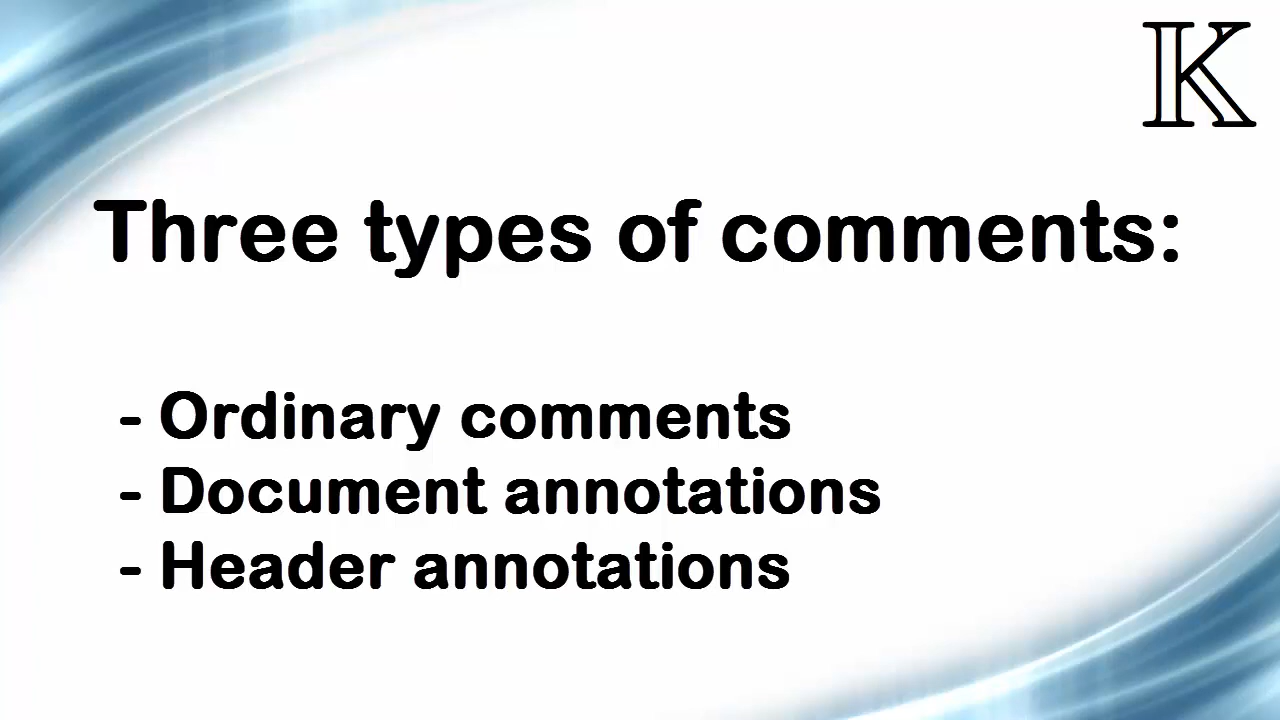 K
Three types of comments:
- Ordinary comments
- Document annotations
- Header annotations